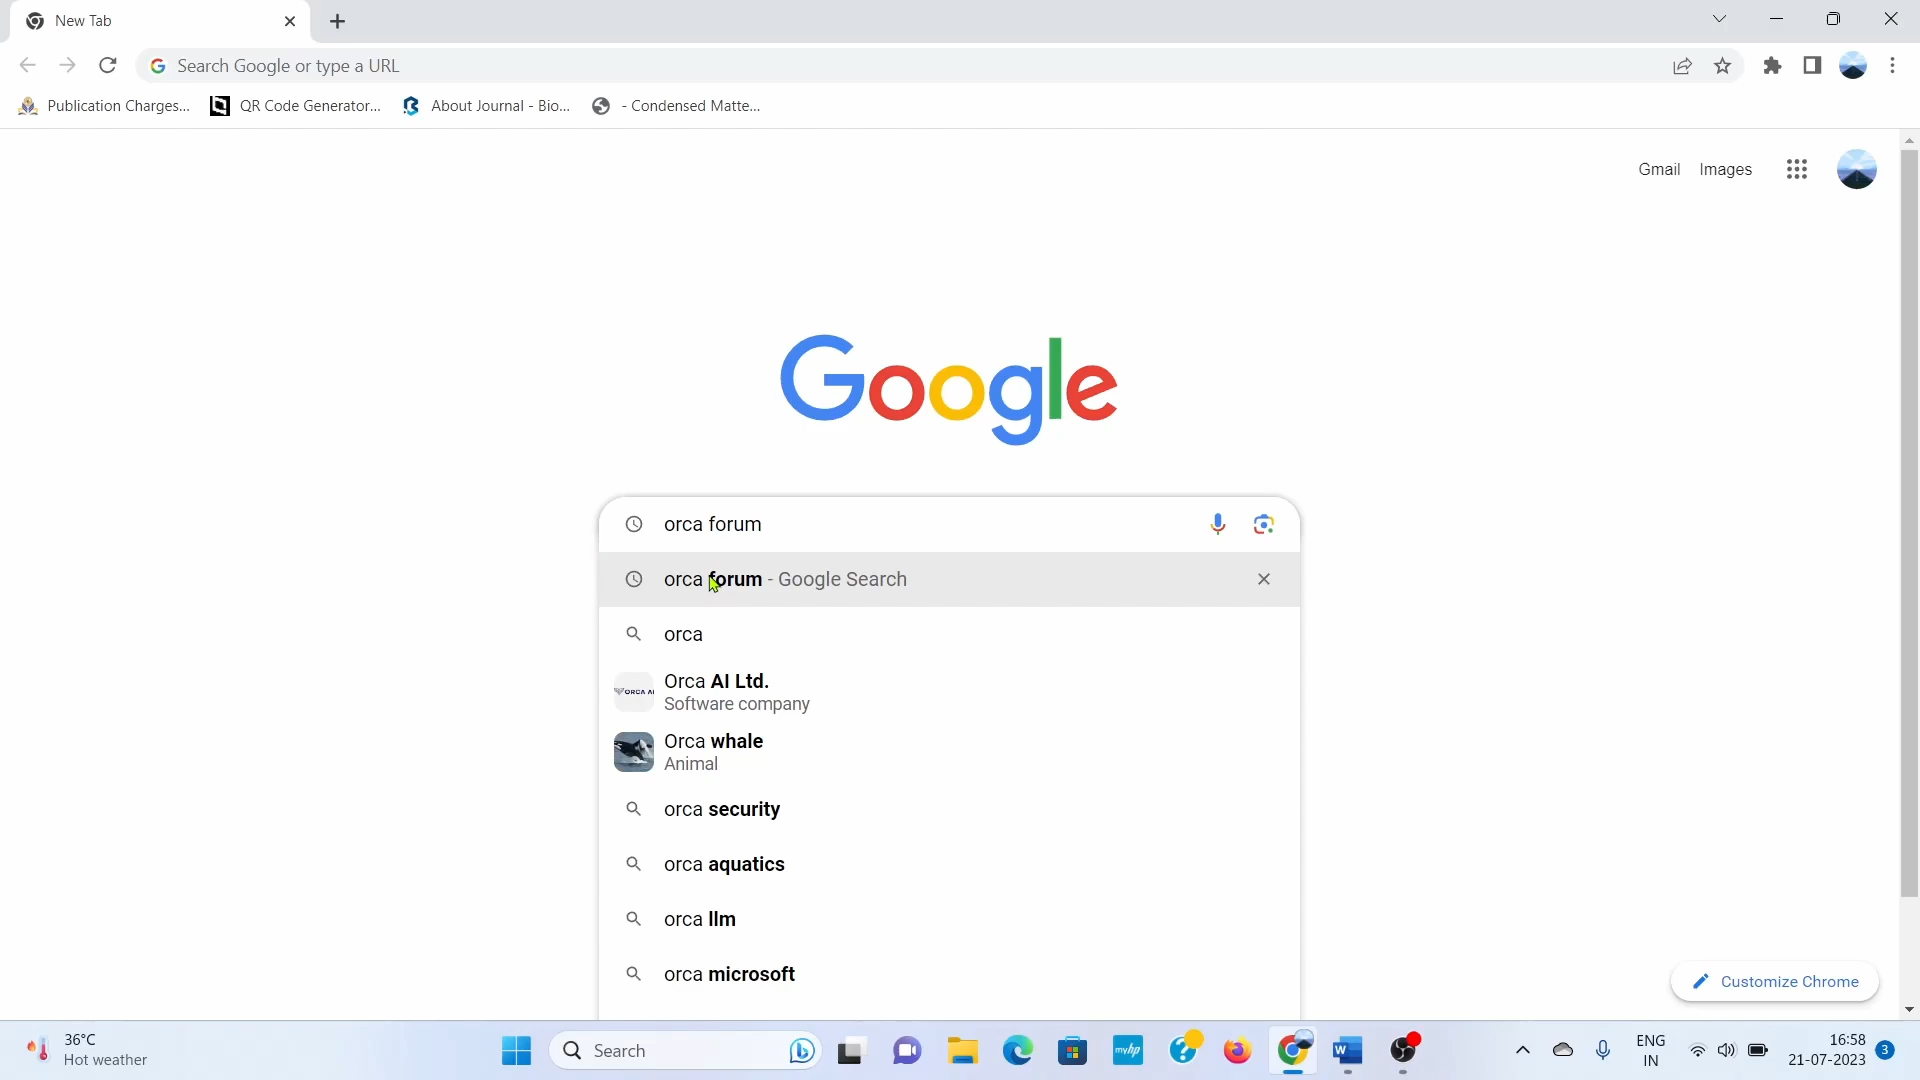 New Tab
Search Google or type a URL
Publication Charges...
QR Code Generator...
About Journal - Bio...
- Condensed Matte...
Gmail
Images
Google
orca forum
orca forum - Google Search
orca
Orca AI Ltd.
Software company
ORCA AI
Orca whale
Animal
orca security
orca aquatics
orca llm
orca microsoft
Customize Chrome
36°C
Hot weather
Search
myhp
ENG
IN
16:58
21-07-2023
3